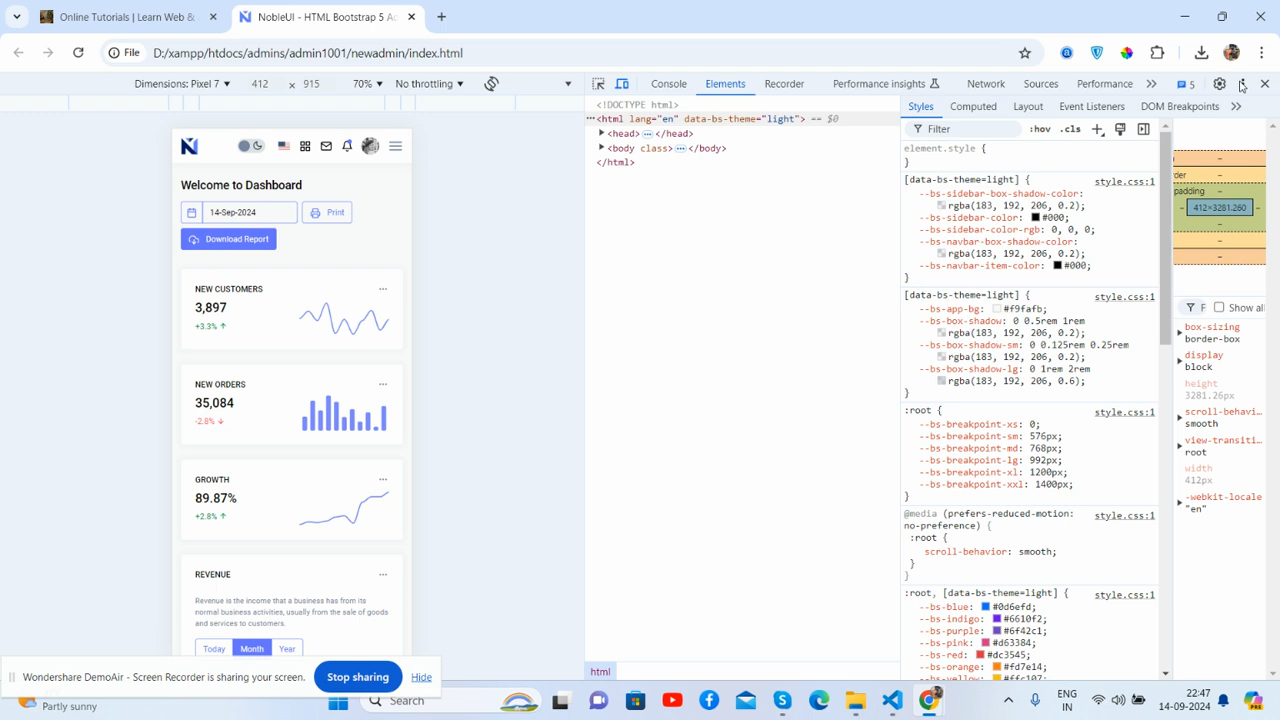 Online Tutorials | Learn Web &
NobleUI - HTML Bootstrap 5 Ad
File
D:/xampp/htdocs/admins/admin1001/newadmin/index.html
Dimensions: Pixel 7 412 × 915 70% No throttling
Console Elements Recorder Performance insights Network Sources Performance 5
<!DOCTYPE html>
<html lang="en" data-bs-theme="light"> == $0
<head> </head>
<body class> </body>
</html>
html
Styles Computed Layout Event Listeners DOM Breakpoints
Filter :hov .cls
element.style {
}
[data-bs-theme=light] { style.css:1
--bs-sidebar-box-shadow-color:
rgba(183, 192, 206, 0.2);
--bs-sidebar-color: #000;
--bs-sidebar-color-rgb: 0, 0, 0;
--bs-navbar-box-shadow-color:
rgba(183, 192, 206, 0.2);
--bs-navbar-item-color: #000;
}
[data-bs-theme=light] { style.css:1
--bs-app-bg: #f9fafb;
--bs-box-shadow: 0 0.5rem 1rem
rgba(183, 192, 206, 0.2);
--bs-box-shadow-sm: 0 0.125rem 0.25rem
rgba(183, 192, 206, 0.2);
--bs-box-shadow-lg: 0 1rem 2rem
rgba(183, 192, 206, 0.6);
}
:root { style.css:1
--bs-breakpoint-xs: 0;
--bs-breakpoint-sm: 576px;
--bs-breakpoint-md: 768px;
--bs-breakpoint-lg: 992px;
--bs-breakpoint-xl: 1200px;
--bs-breakpoint-xxl: 1400px;
}
@media (prefers-reduced-motion: style.css:1
no-preference) {
:root {
scroll-behavior: smooth;
}
}
:root, [data-bs-theme=light] { style.css:1
--bs-blue: #0d6efd;
--bs-indigo: #6610f2;
--bs-purple: #6f42c1;
--bs-pink: #d63384;
--bs-red: #dc3545;
--bs-orange: #fd7e14;
--bs-yellow: #ffc107;
rder
padding
412×3281.260
F Show all
box-sizing
border-box
display
block
height
3281.26px
scroll-behavi…
smooth
view-transiti…
root
width
412px
-webkit-locale
"en"
Welcome to Dashboard
14-Sep-2024 Print
Download Report
NEW CUSTOMERS
3,897
+3.3%
NEW ORDERS
35,084
-2.8%
GROWTH
89.87%
+2.8%
REVENUE
Revenue is the income that a business has from its
normal business activities, usually from the sale of goods
and services to customers.
Today Month Year
Wondershare DemoAir - Screen Recorder is sharing your screen. Stop sharing Hide
Partly sunny
Search
ENG
IN
22:47
14-09-2024